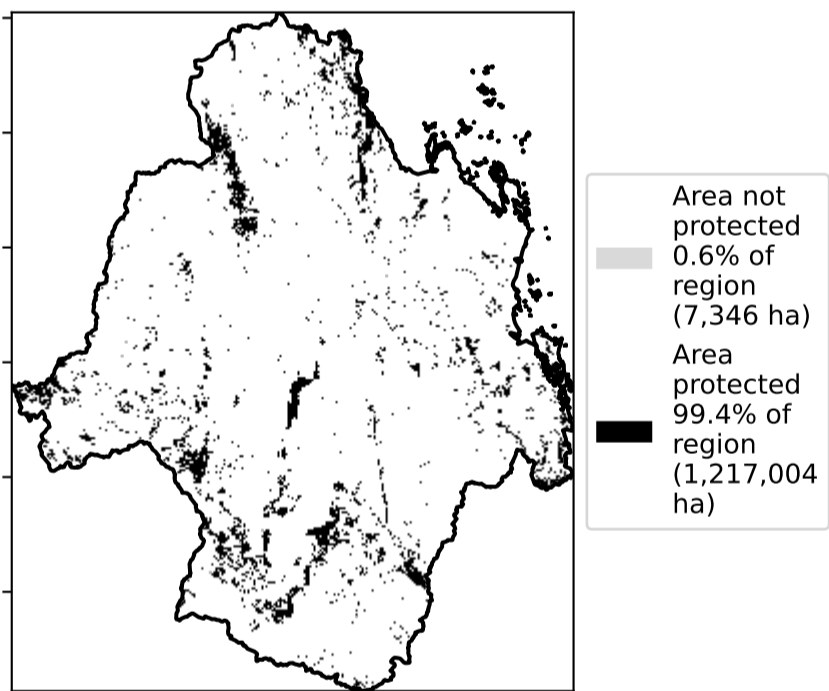 Area not
protected
0.6% of
region
(7,346 ha)
Area
protected
99.4% of
region
(1,217,004
ha)